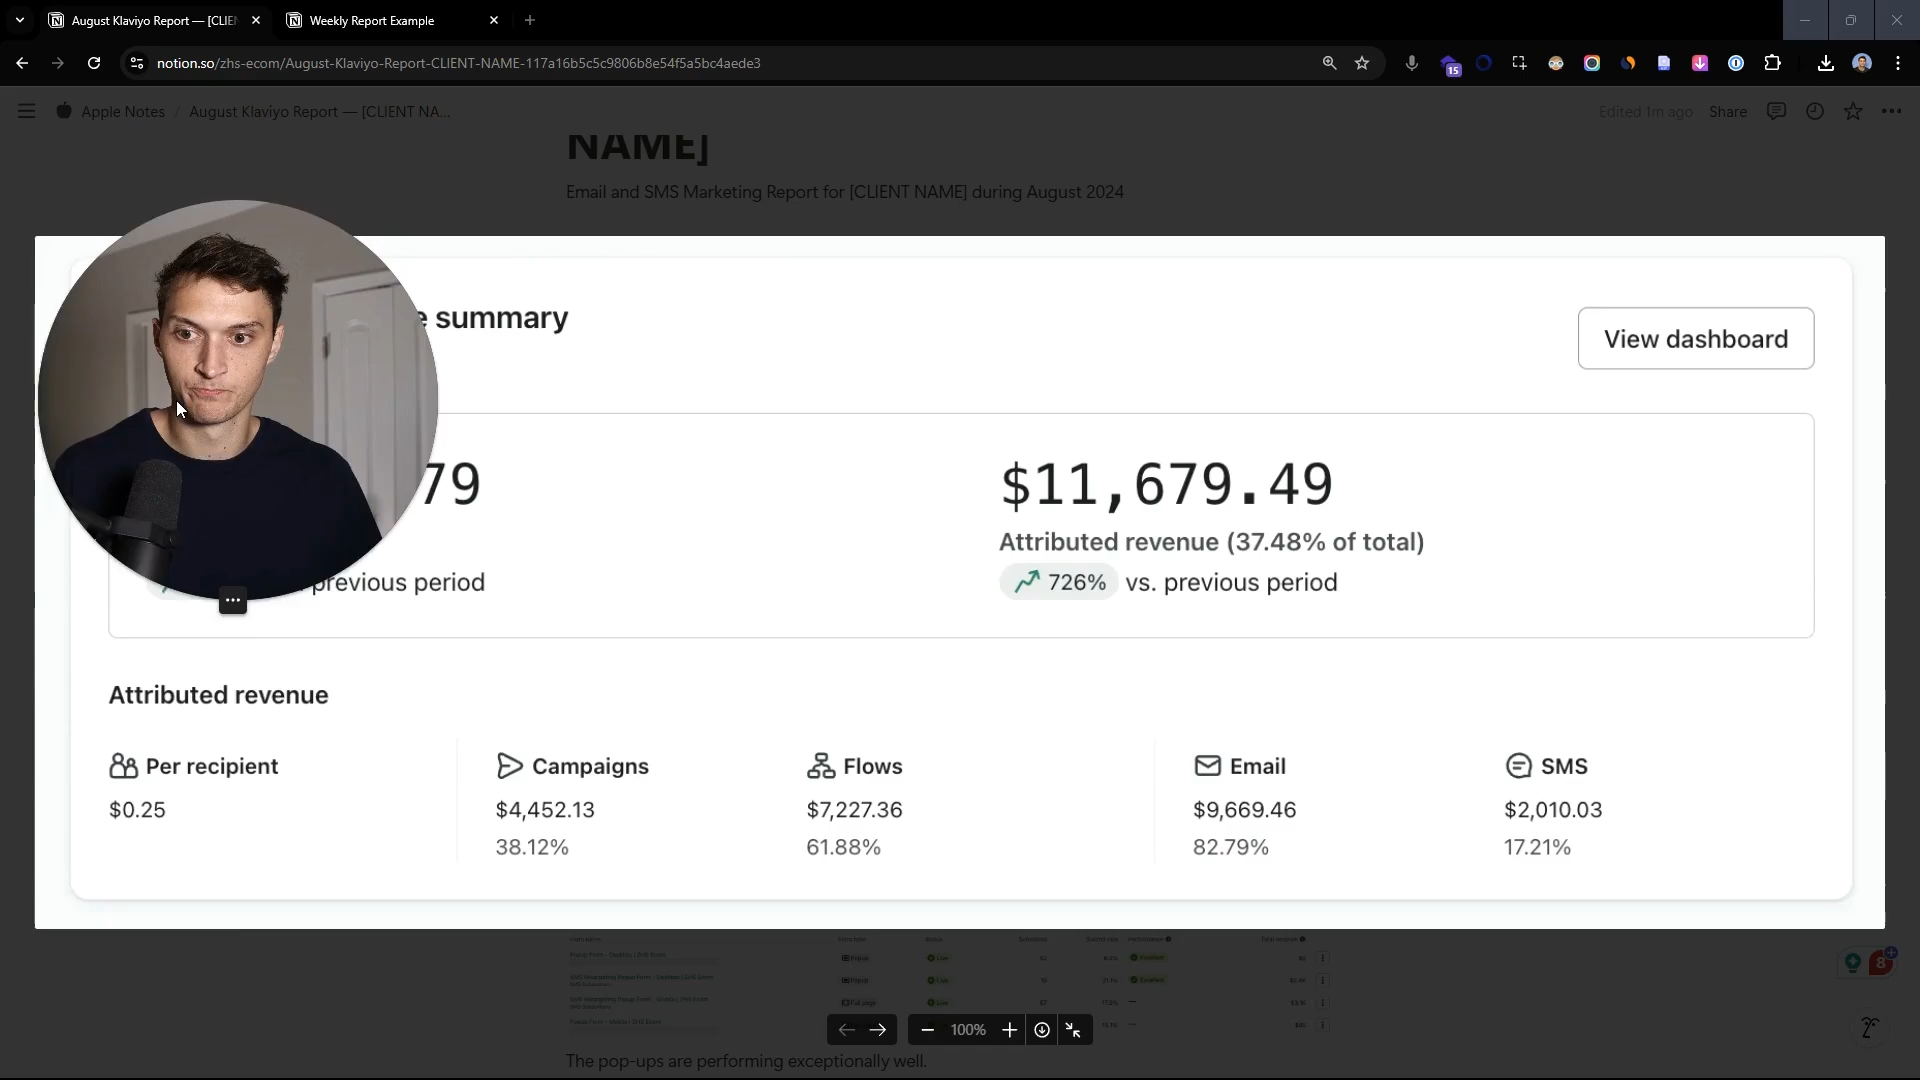 August Klaviyo Report — [CLIE
Weekly Report Example
notion.so/zhs-ecom/August-Klaviyo-Report-CLIENT-NAME-117a16b5c5c9806b8e54f5a5bc4aede3
15
Apple Notes / August Klaviyo Report — [CLIENT NA...
Edited 1m ago
Share
NAME]
Email and SMS Marketing Report for [CLIENT NAME] during August 2024
e summary
View dashboard
79
$11,679.49
Attributed revenue (37.48% of total)
previous period
726% vs. previous period
Attributed revenue
Per recipient
Campaigns
Flows
Email
SMS
$0.25
$4,452.13
$7,227.36
$9,669.46
$2,010.03
38.12%
61.88%
82.79%
17.21%
8
100%
The pop-ups are performing exceptionally well.